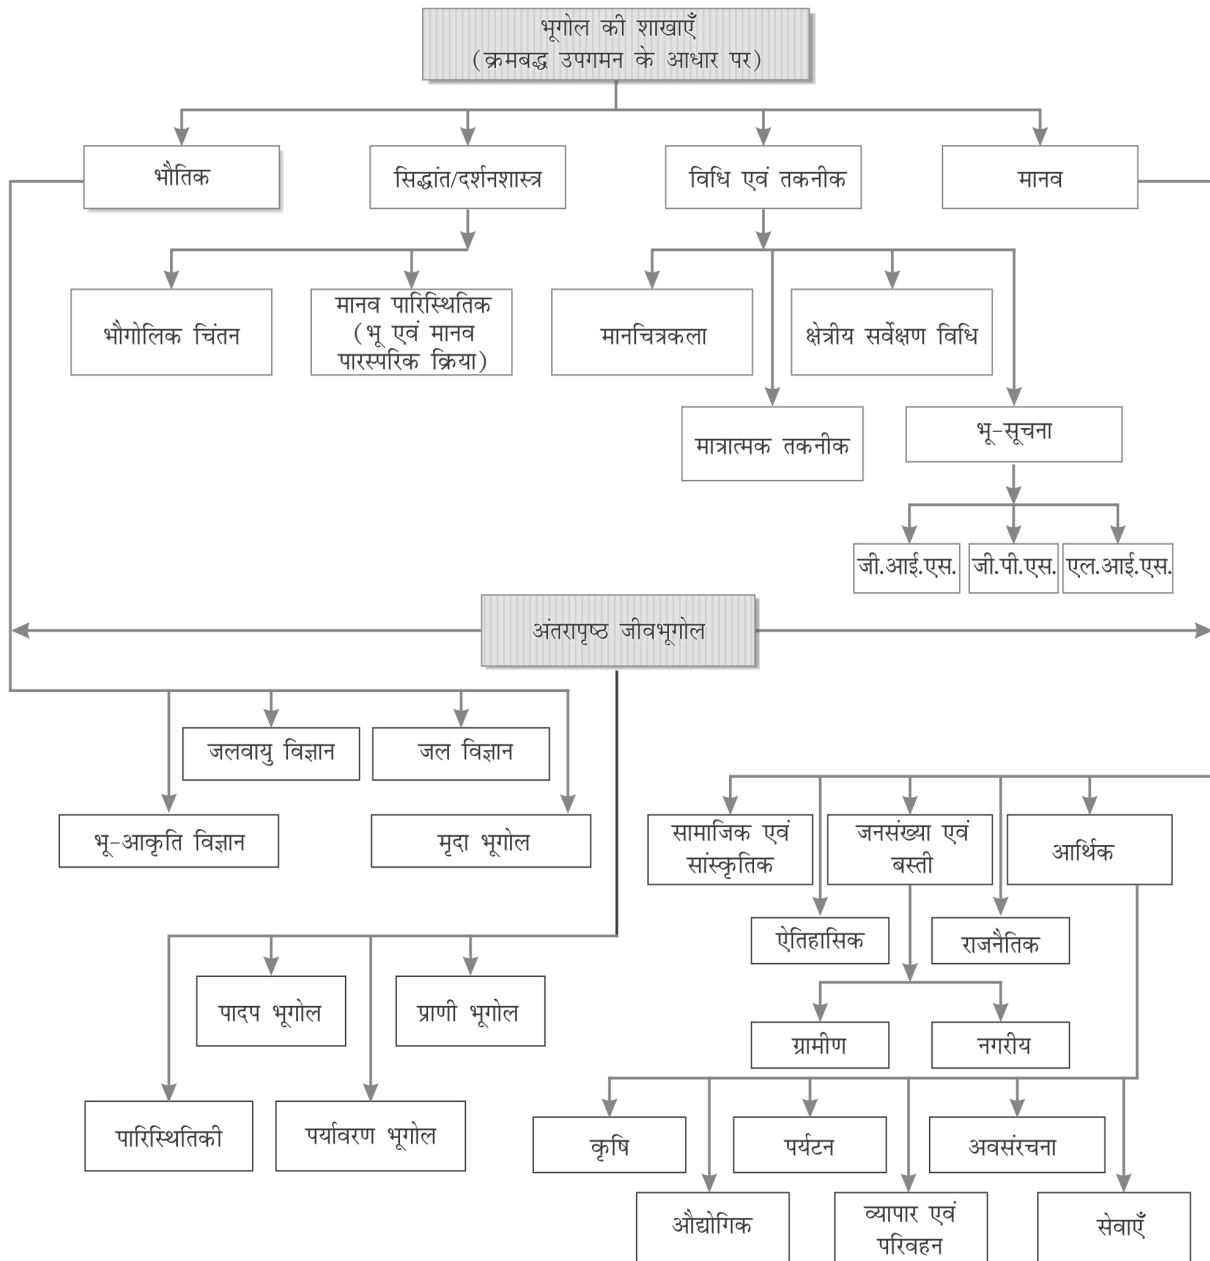 भूगोल की शाखाएँ
(क्रमबद्ध उपगमन के आधार पर)
भौतिक
सिद्धांत/दर्शनशास्त्र
विधि एवं तकनीक
मानव
भौगोलिक चिंतन
मानव पारिस्थितिक
(भू एवं मानव
पारस्परिक क्रिया)
मानचित्रकला
क्षेत्रीय सर्वेक्षण विधि
मात्रात्मक तकनीक
भू-सूचना
जी.आई.एस.
जी.पी.एस.
एल.आई.एस.
अंतरापृष्ठ जीवभूगोल
जलवायु विज्ञान
जल विज्ञान
भू-आकृति विज्ञान
मृदा भूगोल
सामाजिक एवं
सांस्कृतिक
जनसंख्या एवं
बस्ती
आर्थिक
ऐतिहासिक
राजनैतिक
पादप भूगोल
प्राणी भूगोल
ग्रामीण
नगरीय
पारिस्थितिकी
पर्यावरण भूगोल
कृषि
पर्यटन
अवसंरचना
औद्योगिक
व्यापार एवं
परिवहन
सेवाएँ